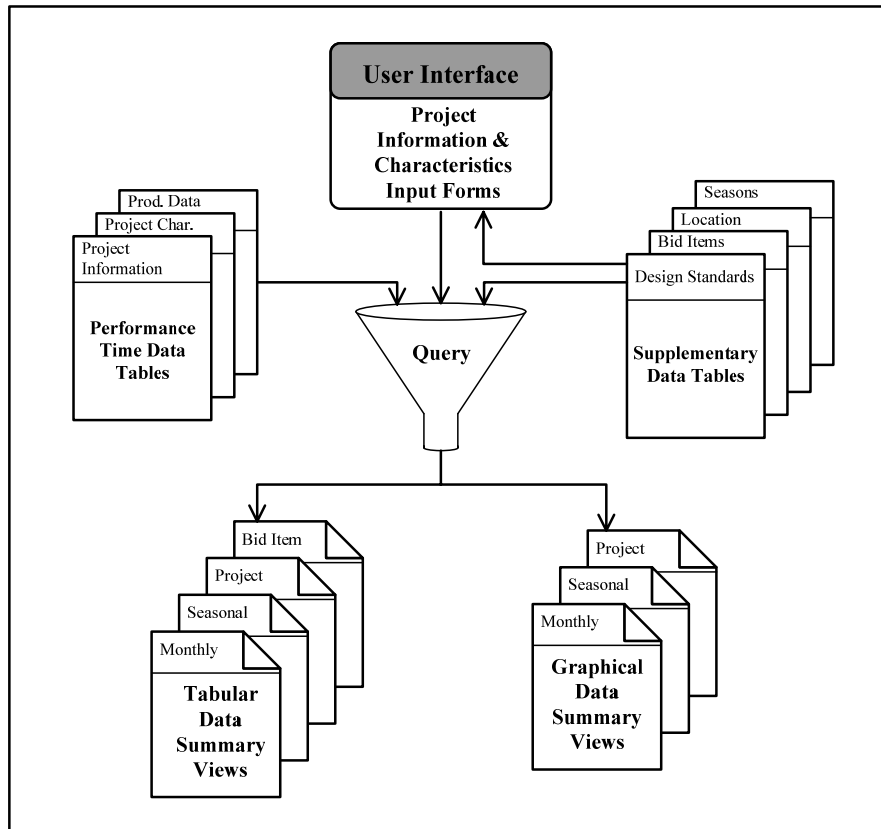 User Interface
Project
Information &
Characteristics
Input Forms
Prod. Data
Project Char.
Project
Information
Performance
Time Data
Tables
Seasons
Location
Bid Items
Design Standards
Supplementary
Data Tables
Query
Bid Item
Project
Seasonal
Monthly
Tabular
Data
Summary
Views
Project
Seasonal
Monthly
Graphical
Data
Summary
Views